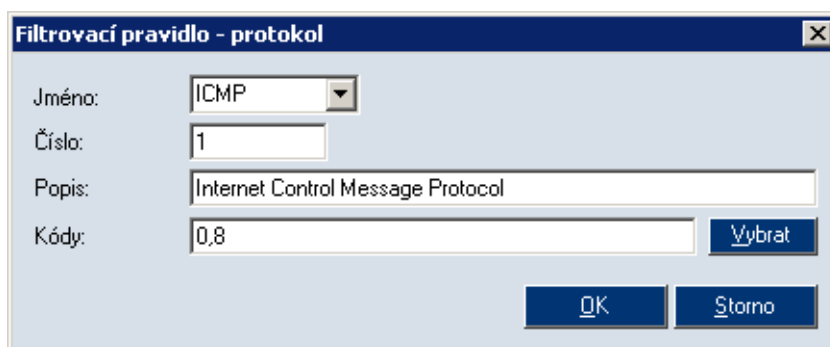 Filtrovací pravidlo - protokol
Jméno: ICMP
Číslo: 1
Popis: Internet Control Message Protocol
Kódy: 0,8 Vybrat
OK Storno